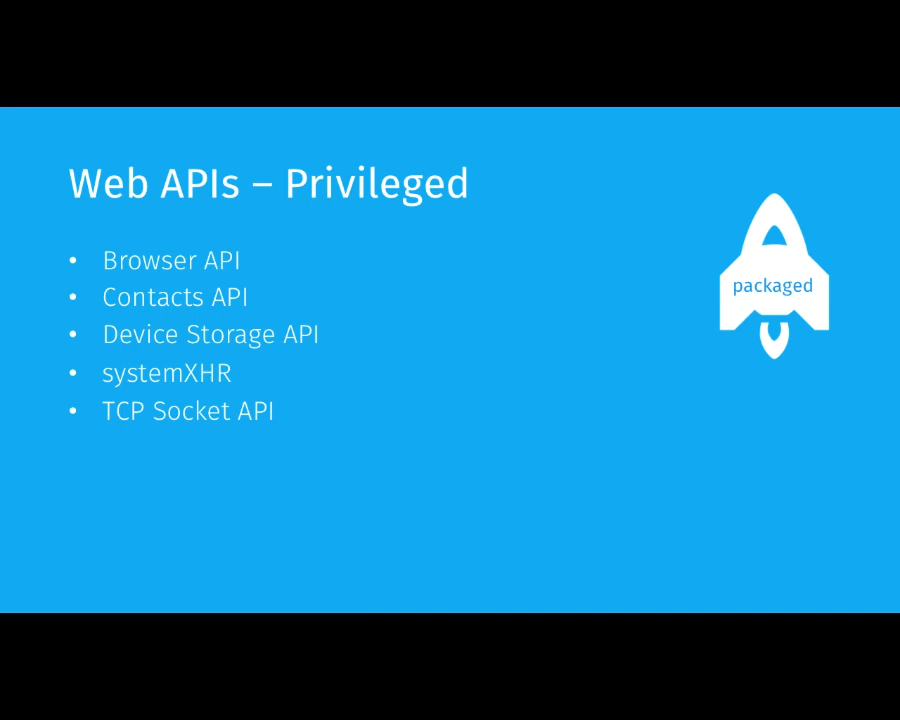 Web APIs – Privileged
• Browser API
• Contacts API
• Device Storage API
• systemXHR
• TCP Socket API
packaged